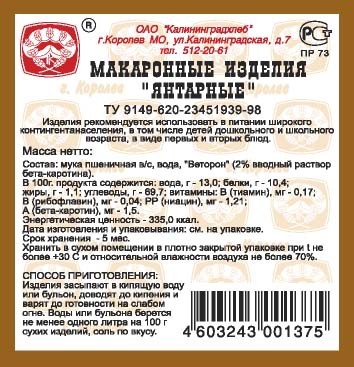 ОАО "Калининградхлеб"
г.Королев МО, ул.Калининградская, д.7
тел. 512-20-61
РСТ
ПР 73
МАКАРОННЫЕ ИЗДЕЛИЯ
"ЯНТАРНЫЕ"
г. Королев
ТУ 9149-620-23451939-98
Изделия рекомендуется использовать в питании широкого
контингентанаселения, в том числе детей дошкольного и школьного
возраста, в виде первых и вторых блюд.
Масса нетто:
Состав: мука пшеничная в/с, вода, "Веторон" (2% вводный раствор
бета-каротина).
В 100г. продукта содержится: вода, г - 13,0; белки, г - 10,4;
жиры, г - 1,1; углеводы, г - 69,7; витамины: В (тиамин), мг - 0,17;
В (рибофлавин), мг - 0,04; РР (ниацин), мг - 1,21;
А (бета-каротин), мг - 1,5.
Энергетическая ценность - 335,0 ккал.
Дата изготовления и упаковывания: см. на упаковке.
Срок хранения - 5 мес.
Хранить в сухом помещении в плотно закрытой упаковке при t не
более +30 С и относительной влажности воздуха не более 70%.
СПОСОБ ПРИГОТОВЛЕНИЯ:
Изделия засыпают в кипящую воду
или бульон, доводят до кипения и
варят до готовности на слабом
огне. Воды или бульона берется
не менее одного литра на 100 г
сухих изделий, соль по вкусу.
4 603243 001375